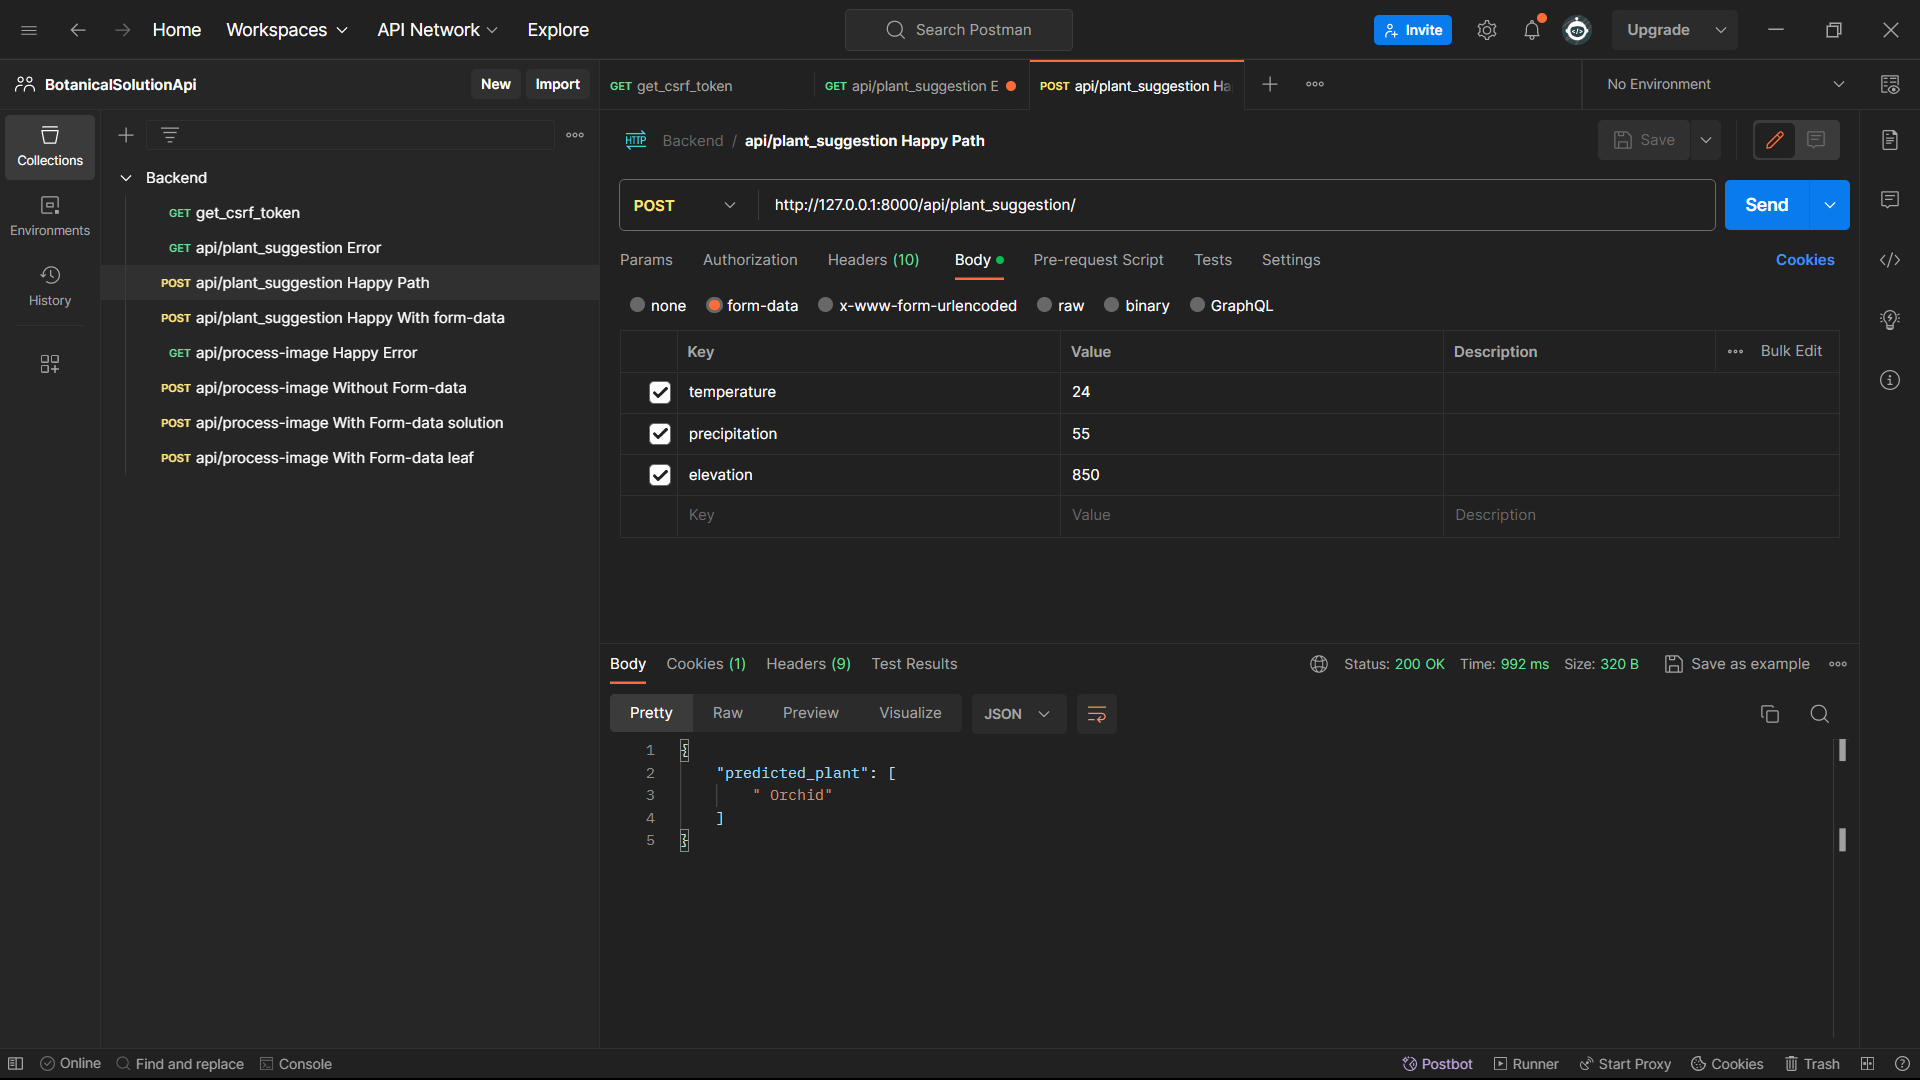 Home Workspaces API Network Explore Search Postman Invite Upgrade
BotanicalSolutionApi New Import GET get_csrf_token GET api/plant_suggestion E POST api/plant_suggestion Ha No Environment
Collections
Environments
History
Backend
GET get_csrf_token
GET api/plant_suggestion Error
POST api/plant_suggestion Happy Path
POST api/plant_suggestion Happy With form-data
GET api/process-image Happy Error
POST api/process-image Without Form-data
POST api/process-image With Form-data solution
POST api/process-image With Form-data leaf
HTTP Backend / api/plant_suggestion Happy Path Save
POST http://127.0.0.1:8000/api/plant_suggestion/ Send
Params Authorization Headers (10) Body Pre-request Script Tests Settings Cookies
none form-data x-www-form-urlencoded raw binary GraphQL
Key Value Description Bulk Edit
temperature 24
precipitation 55
elevation 850
Key Value Description
Body Cookies (1) Headers (9) Test Results Status: 200 OK Time: 992 ms Size: 320 B Save as example
Pretty Raw Preview Visualize JSON
1 {
2 "predicted_plant": [
3 " Orchid"
4 ]
5 }
Online Find and replace Console Postbot Runner Start Proxy Cookies Trash